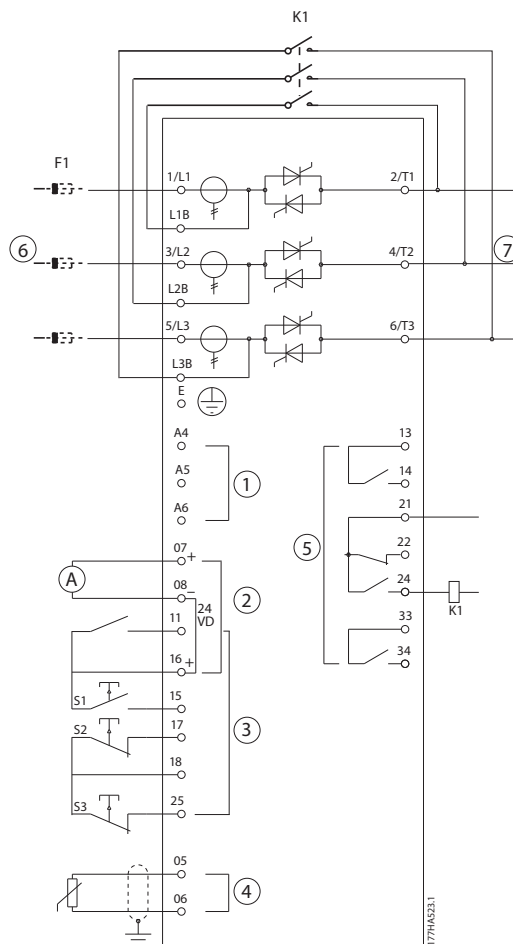 K1
F1
1/L1
2/T1
L1B
6
3/L2
4/T2
7
L2B
5/L3
6/T3
L3B
E
A4
13
A5
1
14
A6
21
07 +
5
22
A
08 –
2
24
24
VD
K1
11
33
16 +
34
S1
15
S2
17
3
18
S3
25
05
4
06
177HA523.1